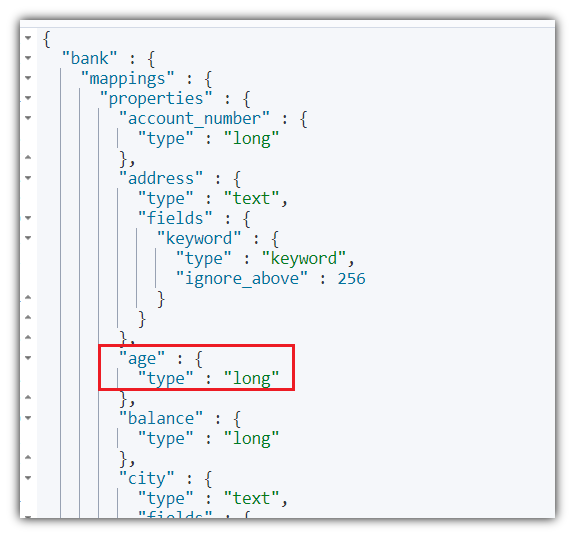 {
"bank" : {
"mappings" : {
"properties" : {
"account_number" : {
"type" : "long"
},
"address" : {
"type" : "text",
"fields" : {
"keyword" : {
"type" : "keyword",
"ignore_above" : 256
}
}
},
"age" : {
"type" : "long"
},
"balance" : {
"type" : "long"
},
"city" : {
"type" : "text",
"fields" : {